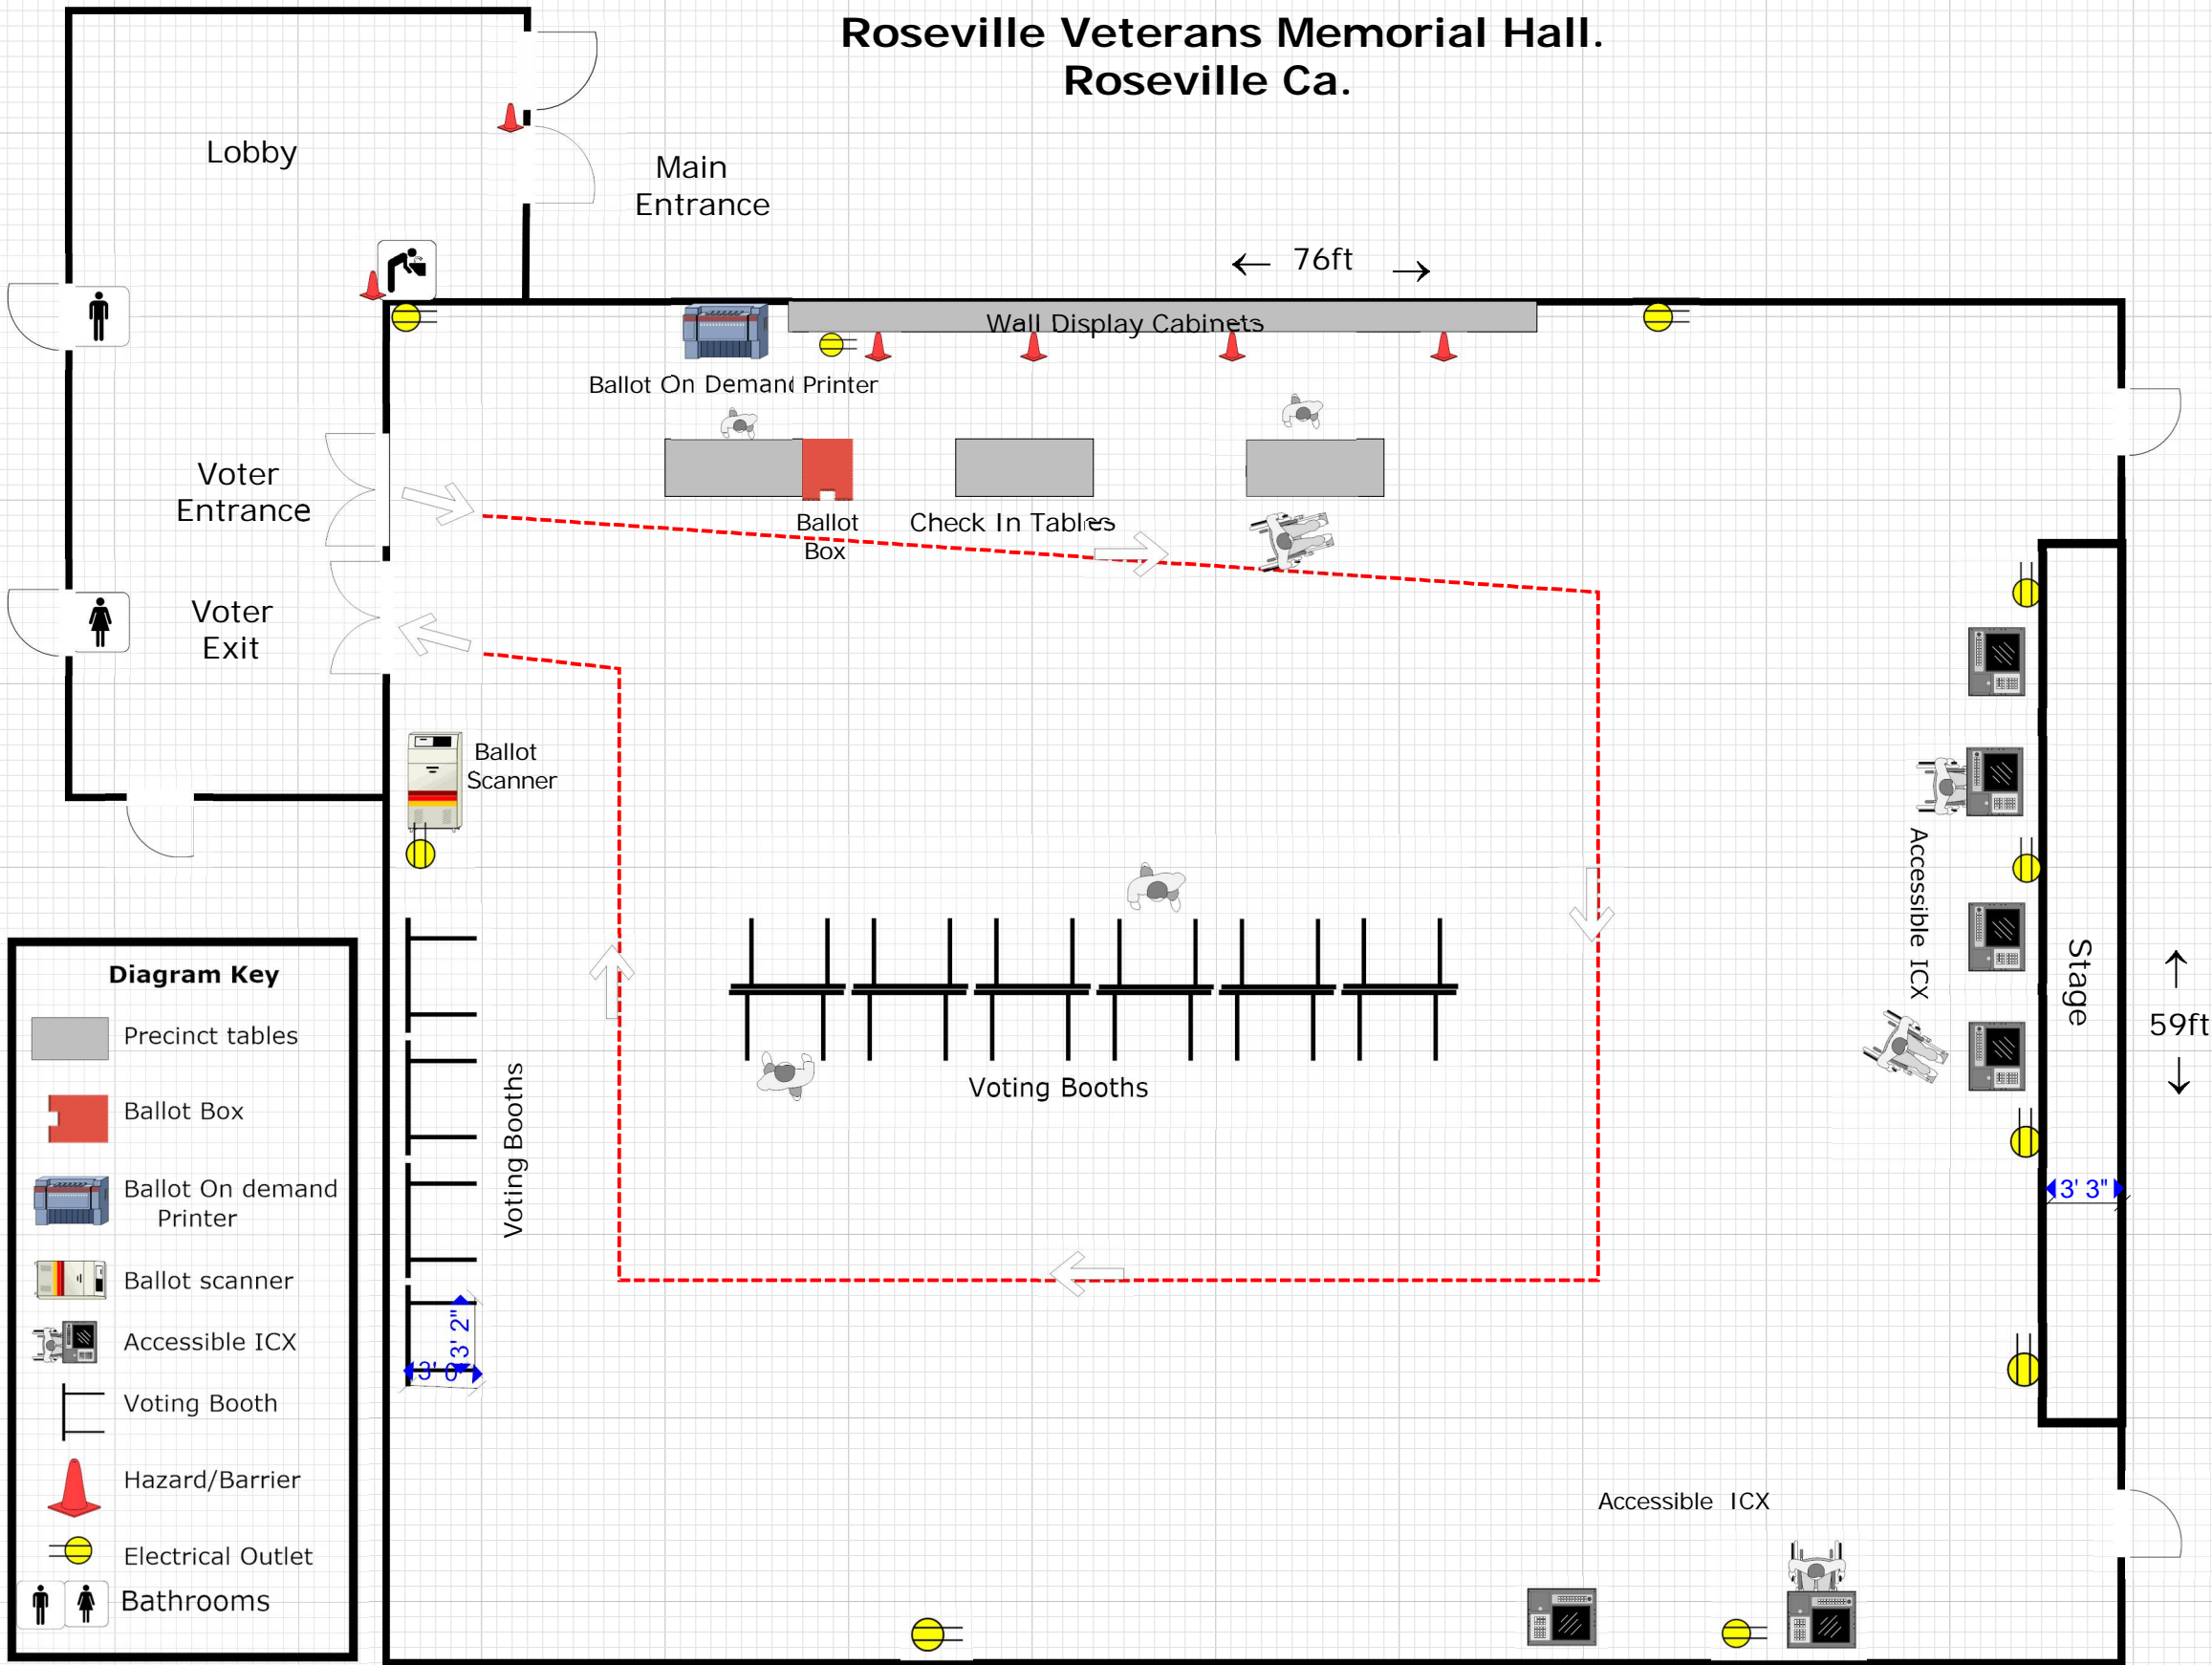 Roseville Veterans Memorial Hall.
Roseville Ca.
Lobby
Main
Entrance
← 76ft →
Wall Display Cabinets
Ballot On Demand Printer
Voter
Entrance
Ballot
Box
Check In Tables
Voter
Exit
Ballot
Scanner
Accessible ICX
Stage
59ft
3' 3"
Voting Booths
Voting Booths
3' 2"
Accessible ICX
Diagram Key
Precinct tables
Ballot Box
Ballot On demand
Printer
Ballot scanner
Accessible ICX
Voting Booth
Hazard/Barrier
Electrical Outlet
Bathrooms